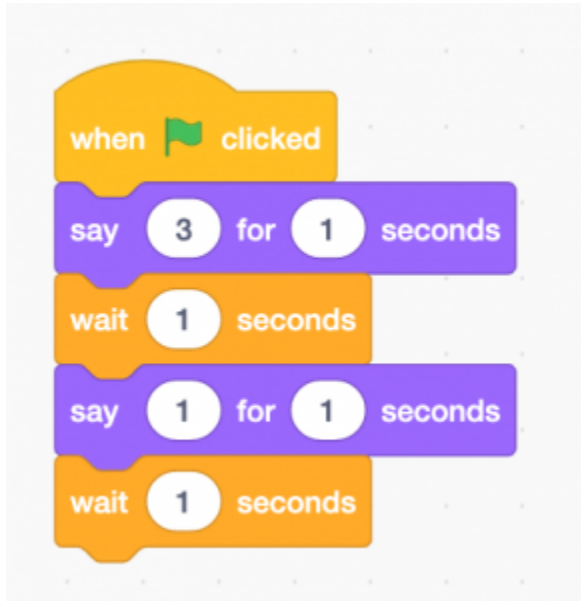 when clicked
say 3 for 1 seconds
wait 1 seconds
say 1 for 1 seconds
wait 1 seconds